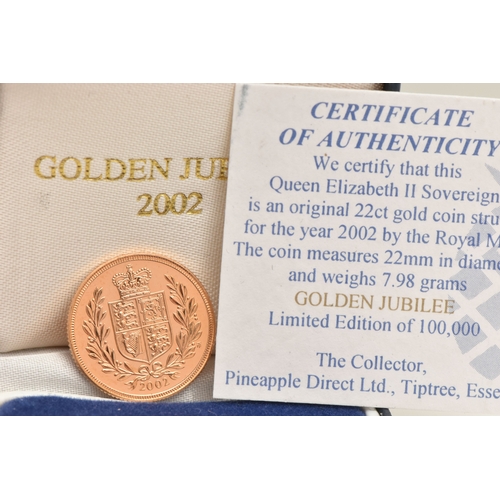 GOLDEN JU
2002
2002
CERTIFICATE
OF AUTHENTICITY
We certify that this
Queen Elizabeth II Sovereign
is an original 22ct gold coin stru
for the year 2002 by the Royal M
The coin measures 22mm in diame
and weighs 7.98 grams
GOLDEN JUBILEE
Limited Edition of 100,000
The Collector,
Pineapple Direct Ltd., Tiptree, Esse